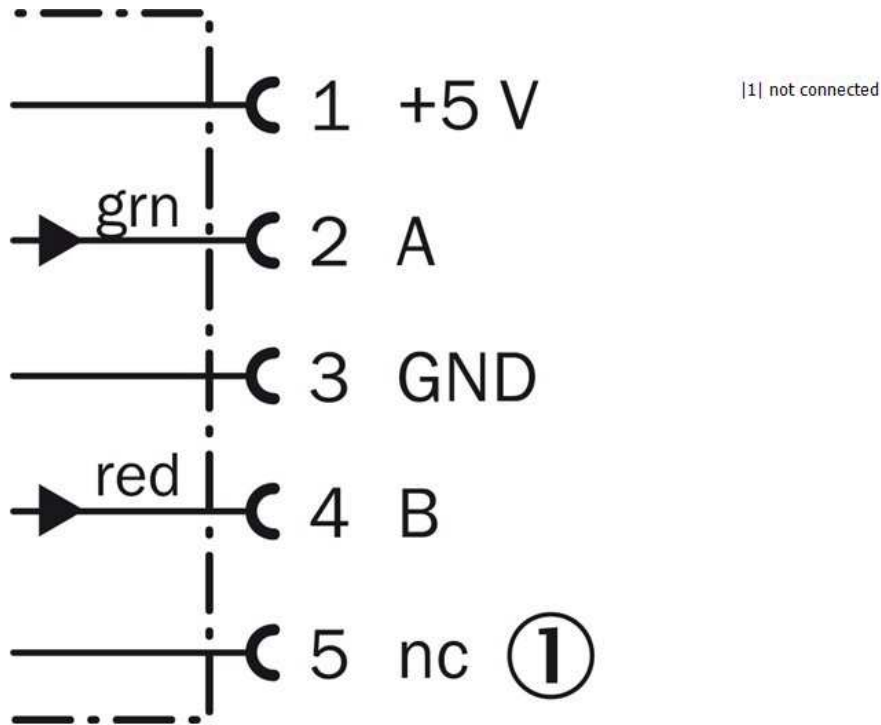 1 +5 V
|1| not connected
grn
2 A
3 GND
red
4 B
5 nc ①